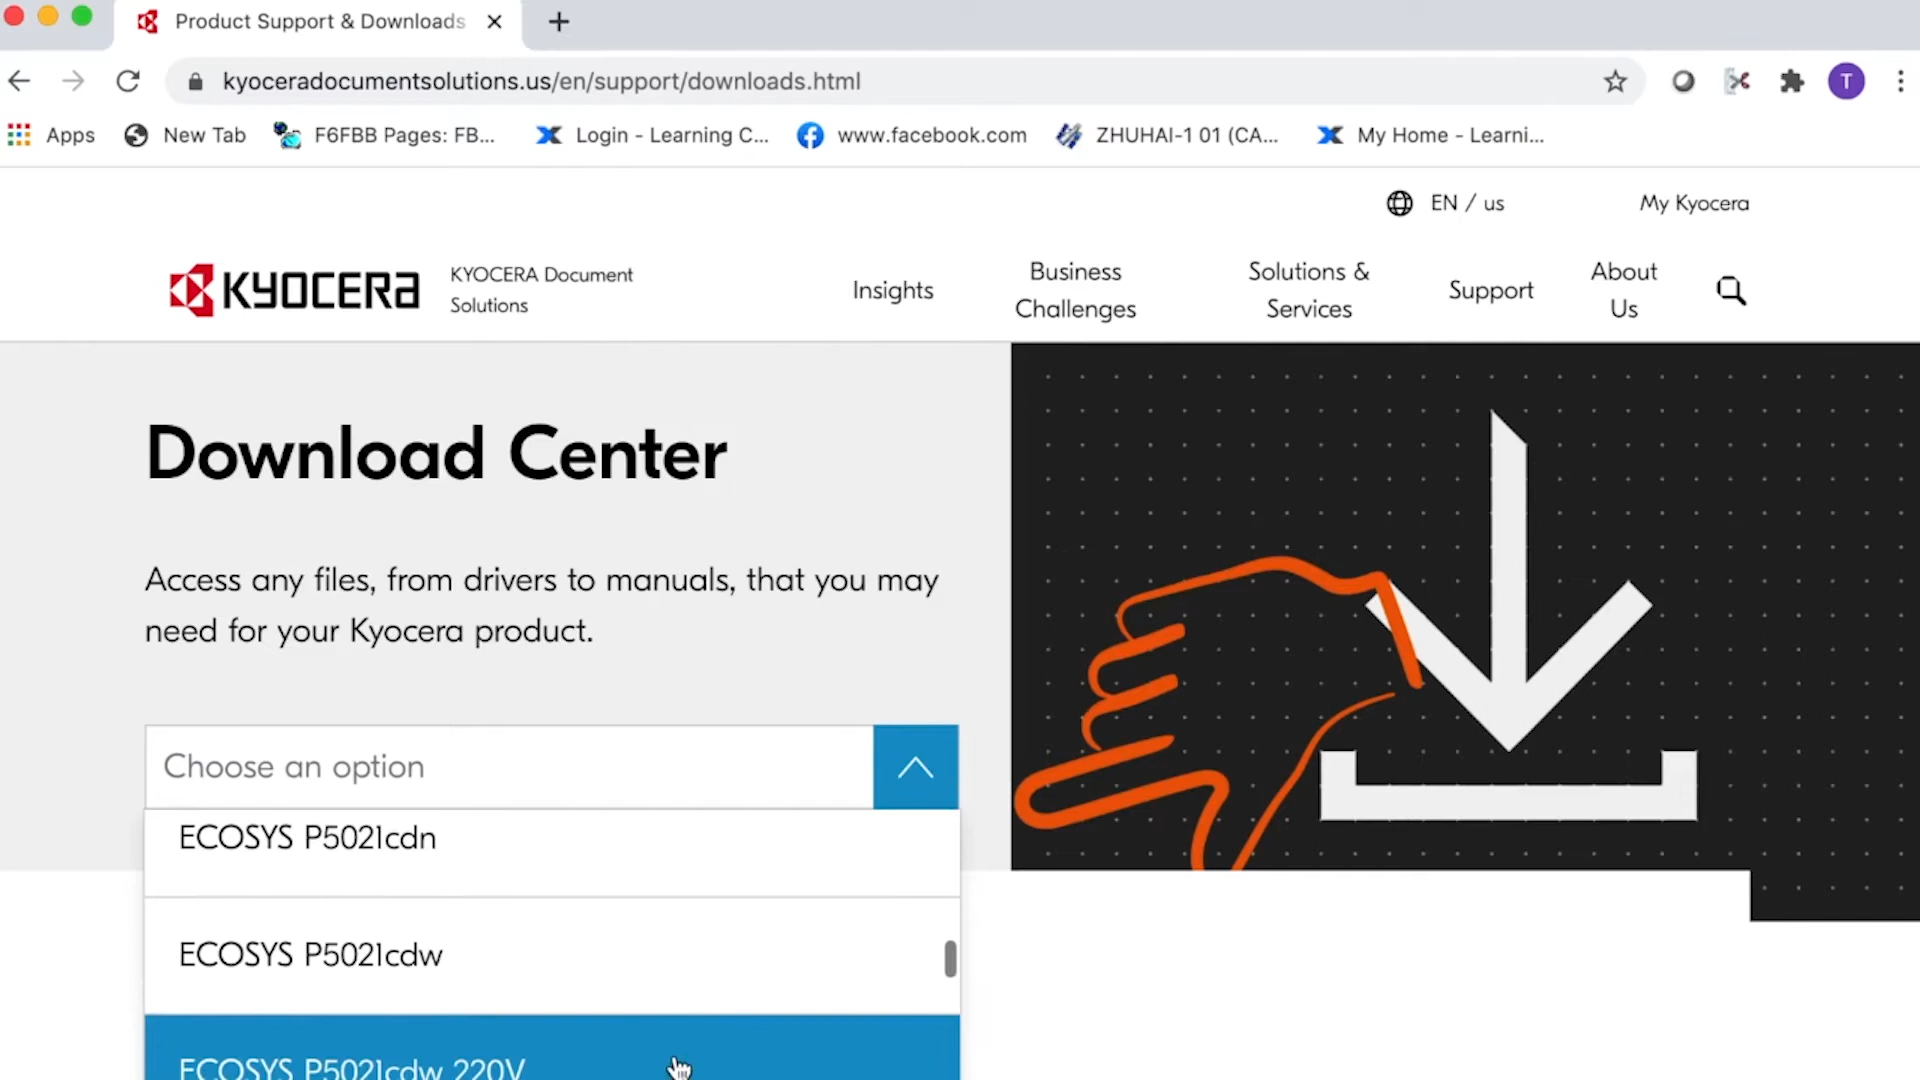 Product Support & Downloads
kyoceradocumentsolutions.us/en/support/downloads.html
T
Apps New Tab F6FBB Pages: FB... Login - Learning C... www.facebook.com ZHUHAI-1 01 (CA... My Home - Learni...
EN / us My Kyocera
KYOCERA
KYOCERA Document
Solutions
Insights
Business
Challenges
Solutions &
Services
Support
About
Us
Download Center
Access any files, from drivers to manuals, that you may
need for your Kyocera product.
Choose an option
ECOSYS P5021cdn
ECOSYS P5021cdw
ECOSYS P5021cdw 220V